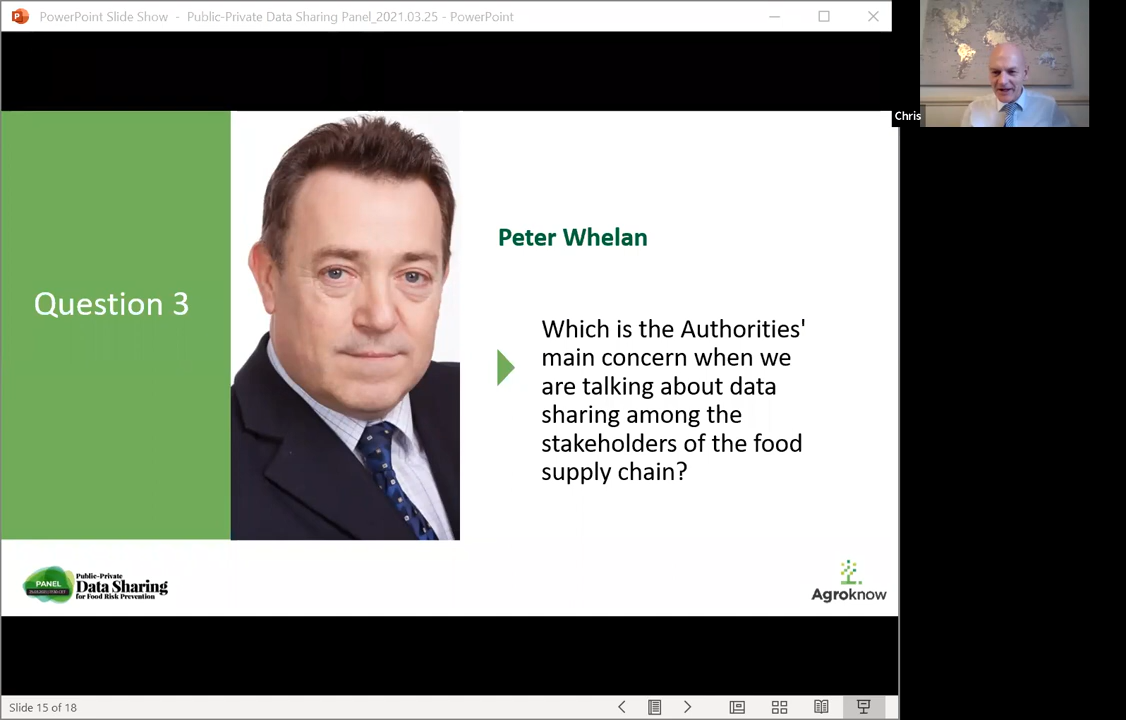 PowerPoint Slide Show - Public-Private Data Sharing Panel_2021.03.25 - PowerPoint
Chris
Peter Whelan
Question 3
Which is the Authorities'
main concern when we
are talking about data
sharing among the
stakeholders of the food
supply chain?
PANEL
Public-Private
Data Sharing
for Food Risk Prevention
Agroknow
Slide 15 of 18